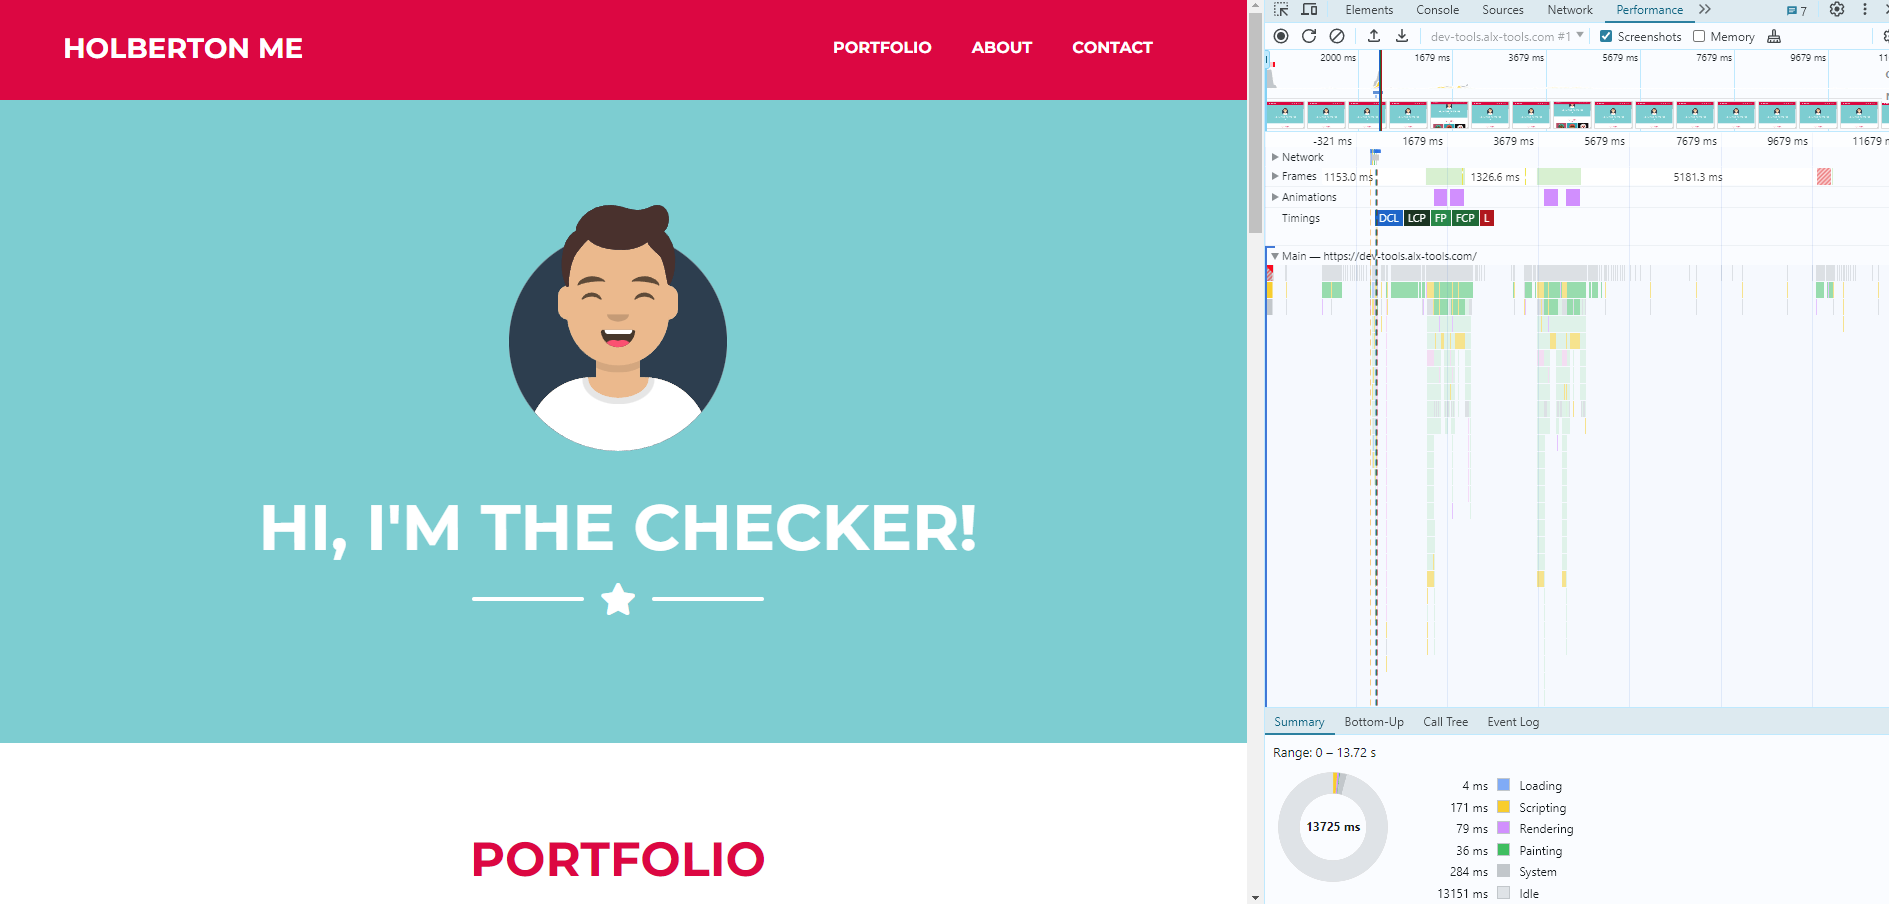 HOLBERTON ME
PORTFOLIO ABOUT CONTACT
HI, I'M THE CHECKER!
PORTFOLIO
Elements Console Sources Network Performance 7
dev-tools.alx-tools.com #1 Screenshots Memory
2000 ms 1679 ms 3679 ms 5679 ms 7679 ms 9679 ms
-321 ms 1679 ms 3679 ms 5679 ms 7679 ms 9679 ms
Network
Frames 1153.0 ms 1326.6 ms 5181.3 ms
Animations
Timings DCL LCP FP FCP L
Main — https://dev-tools.alx-tools.com/
Summary Bottom-Up Call Tree Event Log
Range: 0 – 13.72 s
13725 ms
4 ms Loading
171 ms Scripting
79 ms Rendering
36 ms Painting
284 ms System
13151 ms Idle